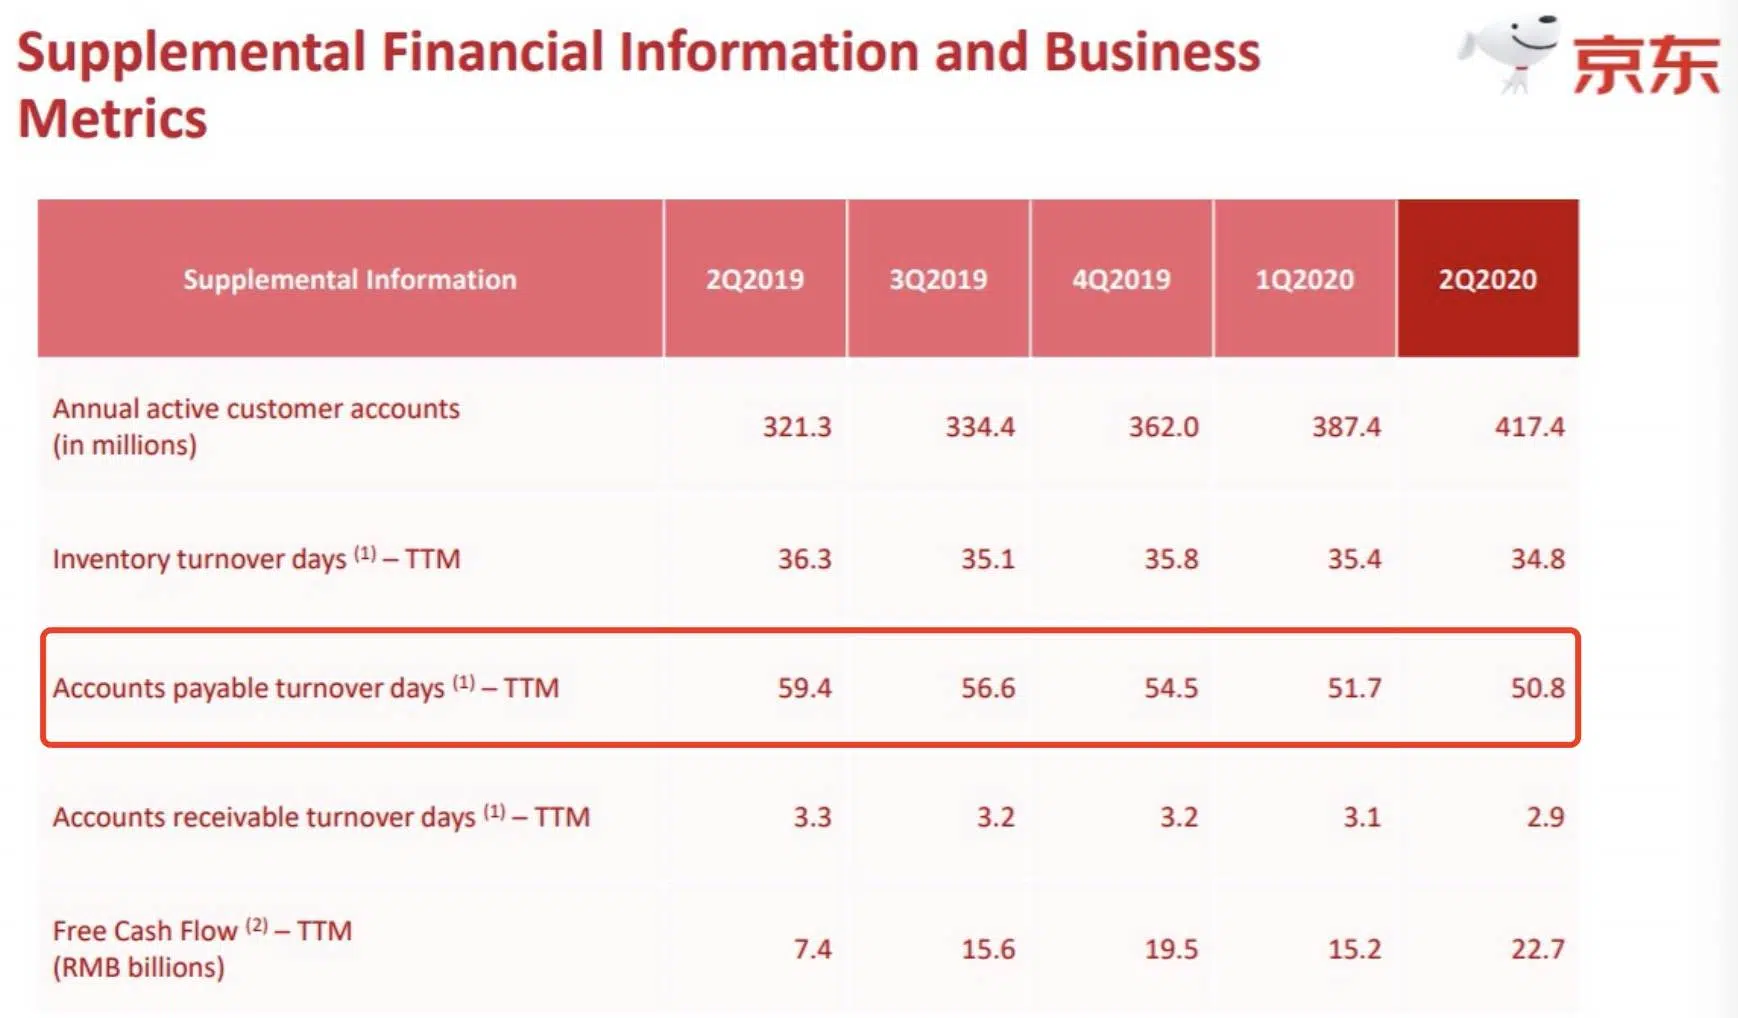 Supplemental Financial Information and Business
Metrics
京东
Supplemental Information 2Q2019 3Q2019 4Q2019 1Q2020 2Q2020
Annual active customer accounts
(in millions) 321.3 334.4 362.0 387.4 417.4
Inventory turnover days (1) – TTM 36.3 35.1 35.8 35.4 34.8
Accounts payable turnover days (1) – TTM 59.4 56.6 54.5 51.7 50.8
Accounts receivable turnover days (1) – TTM 3.3 3.2 3.2 3.1 2.9
Free Cash Flow (2) – TTM
(RMB billions) 7.4 15.6 19.5 15.2 22.7